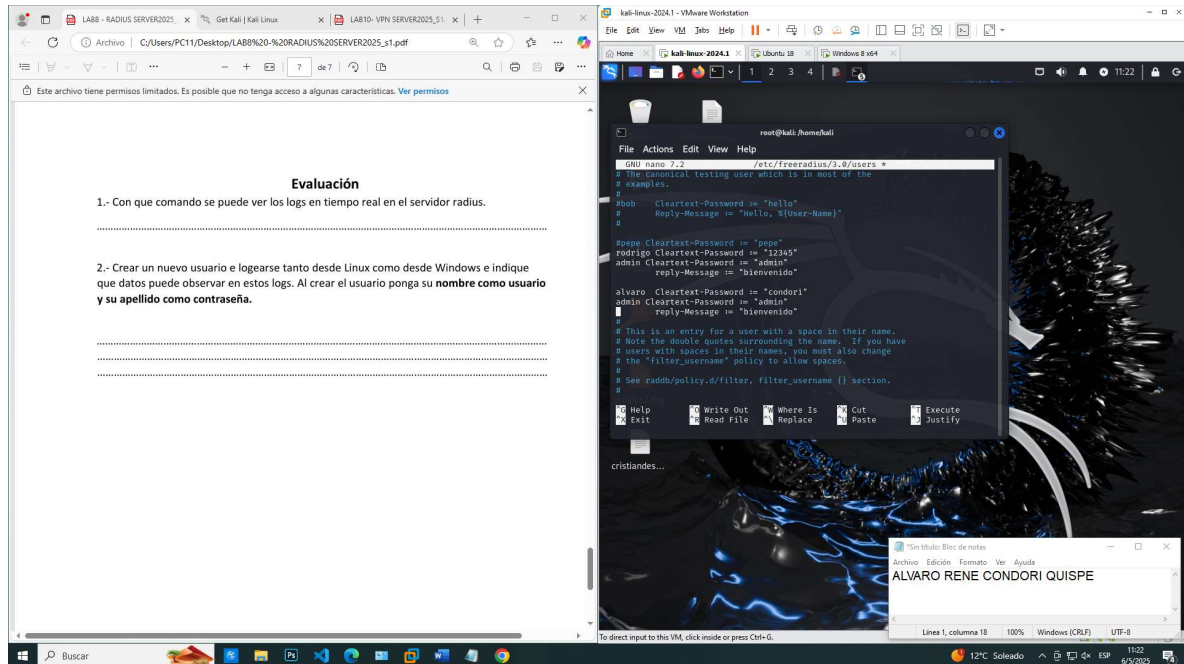 LAB8 - RADIUS SERVER2025_
Get Kali | Kali Linux
LAB10- VPN SERVER2025_S1.
Archivo
C:/Users/PC11/Desktop/LAB8%20-%20RADIUS%20SERVER2025_s1.pdf
7 de 7
Este archivo tiene permisos limitados. Es posible que no tenga acceso a algunas características. Ver permisos
Evaluación
1.- Con que comando se puede ver los logs en tiempo real en el servidor radius.
2.- Crear un nuevo usuario e logearse tanto desde Linux como desde Windows e indique
que datos puede observar en estos logs. Al crear el usuario ponga su nombre como usuario
y su apellido como contraseña.
kali-linux-2024.1 - VMware Workstation
File Edit View VM Tabs Help
Home kali-linux-2024.1 Ubuntu 18 Windows 8 x64
1 2 3 4 11:22
root@kali: /home/kali
File Actions Edit View Help
GNU nano 7.2 /etc/freeradius/3.0/users *
# The canonical testing user which is in most of the
# examples.
#
#bob Cleartext-Password := "hello"
# Reply-Message := "Hello, %{User-Name}"
#
#pepe Cleartext-Password := "pepe"
rodrigo Cleartext-Password := "12345"
admin Cleartext-Password := "admin"
reply-Message := "bienvenido"
alvaro Cleartext-Password := "condori"
admin Cleartext-Password := "admin"
reply-Message := "bienvenido"
#
# This is an entry for a user with a space in their name.
# Note the double quotes surrounding the name. If you have
# users with spaces in their names, you must also change
# the "filter_username" policy to allow spaces.
#
# See raddb/policy.d/filter, filter_username {} section.
#
^G Help ^O Write Out ^W Where Is ^K Cut ^T Execute
^X Exit ^R Read File ^\ Replace ^U Paste ^J Justify
cristiandes...
*Sin título: Bloc de notas
Archivo Edición Formato Ver Ayuda
ALVARO RENE CONDORI QUISPE
Línea 1, columna 18 100% Windows (CRLF) UTF-8
To direct input to this VM, click inside or press Ctrl+G.
Buscar
12°C Soleado ESP 11:22
6/5/2025